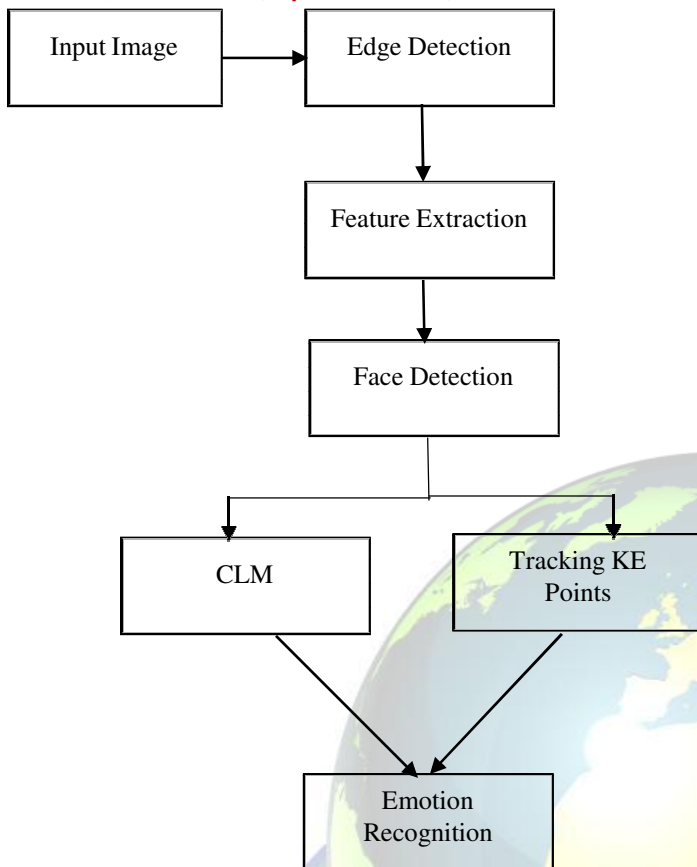 Input Image
Edge Detection
Feature Extraction
Face Detection
CLM
Tracking KE
Points
Emotion
Recognition